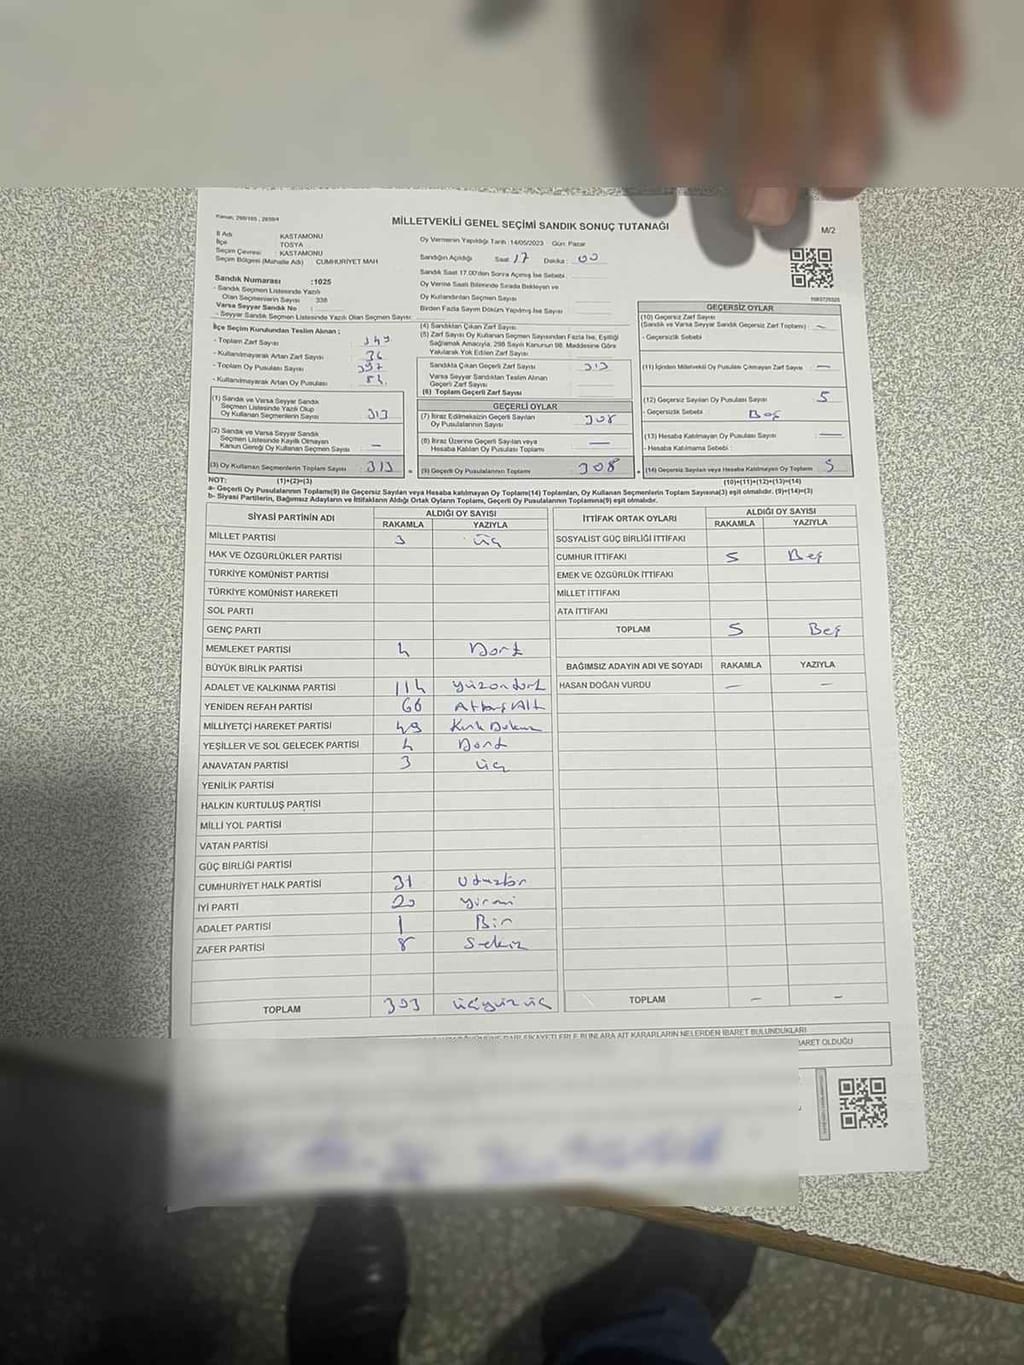 MİLLETVEKİLİ GENEL SEÇİMİ SANDIK SONUÇ TUTANAĞI
M/2
İl Adı KASTAMONU
İlçe TOSYA
Seçim Çevresi KASTAMONU
Seçim Bölgesi (Mahalle Adı) CUMHURİYET MAH
Oy Vermenin Yapıldığı Tarih :14/05/2023 Gün: Pazar
Sandığın Açıldığı Saat: 17 Dakika: 00
Sandık Saat 17.00'den Sonra Açılmış İse Sebebi
Oy Verme Saati Bitiminde Sırada Bekleyen ve
Oy Kullandırılan Seçmen Sayısı
Birden Fazla Sayım Döküm Yapılmış İse Sayısı
Sandık Numarası :1025
- Sandık Seçmen Listesinde Yazılı
Olan Seçmenlerin Sayısı 338
Varsa Seyyar Sandık No
- Seyyar Sandık Seçmen Listesinde Yazılı Olan Seçmen Sayısı
İlçe Seçim Kurulundan Teslim Alınan ;
- Toplam Zarf Sayısı 349
- Kullanılmayarak Artan Zarf Sayısı 36
- Toplam Oy Pusulası Sayısı 397
- Kullanılmayarak Artan Oy Pusulası 84
(1) Sandık ve Varsa Seyyar Sandık
Seçmen Listesinde Yazılı Olup
Oy Kullanan Seçmenlerin Sayısı 313
(2) Sandık ve Varsa Seyyar Sandık
Seçmen Listesinde Kayıtlı Olmayan
Kanun Gereği Oy Kullanan Seçmen Sayısı —
(3) Oy Kullanan Seçmenlerin Toplam Sayısı 313
(1)+(2)=(3)
(4) Sandıktan Çıkan Zarf Sayısı
(5) Zarf Sayısı Oy Kullanan Seçmen Sayısından Fazla İse, Eşitliği
Sağlamak Amacıyla, 298 Sayılı Kanunun 98. Maddesine Göre
Yakılarak Yok Edilen Zarf Sayısı
Sandıkta Çıkan Geçerli Zarf Sayısı 313
Varsa Seyyar Sandıktan Teslim Alınan
Geçerli Zarf Sayısı
(6) Toplam Geçerli Zarf Sayısı
GEÇERLİ OYLAR
(7) İtiraz Edilmeksizin Geçerli Sayılan
Oy Pusulalarının Sayısı 308
(8) İtiraz Üzerine Geçerli Sayılan veya
Hesaba Katılan Oy Pusulası Toplamı —
(9) Geçerli Oy Pusulalarının Toplamı 308
GEÇERSİZ OYLAR
(10) Geçersiz Zarf Sayısı
(Sandık ve Varsa Seyyar Sandık Geçersiz Zarf Toplamı) —
- Geçersizlik Sebebi
(11) İçinden Milletvekili Oy Pusulası Çıkmayan Zarf Sayısı —
(12) Geçersiz Sayılan Oy Pusulası Sayısı 5
- Geçersizlik Sebebi Boş
(13) Hesaba Katılmayan Oy Pusulası Sayısı —
- Hesaba Katılmama Sebebi
(14) Geçersiz Sayılan veya Hesaba Katılmayan Oy Toplamı 5
(10)+(11)+(12)+(13)=(14)
NOT:
a- Geçerli Oy Pusulalarının Toplamı(9) ile Geçersiz Sayılan veya Hesaba katılmayan Oy Toplamı(14) Toplamları, Oy Kullanan Seçmenlerin Toplam Sayısına(3) eşit olmalıdır. (9)+(14)=(3)
b- Siyasi Partilerin, Bağımsız Adayların ve İttifakların Aldığı Ortak Oyların Toplamı, Geçerli Oy Pusulalarının Toplamına(9) eşit olmalıdır.
SİYASİ PARTİNİN ADI ALDIĞI OY SAYISI
RAKAMLA YAZIYLA
MİLLET PARTİSİ 3 üç
HAK VE ÖZGÜRLÜKLER PARTİSİ
TÜRKİYE KOMÜNİST PARTİSİ
TÜRKİYE KOMÜNİST HAREKETİ
SOL PARTİ
GENÇ PARTİ
MEMLEKET PARTİSİ 4 Dört
BÜYÜK BİRLİK PARTİSİ
ADALET VE KALKINMA PARTİSİ 114 yüzondört
YENİDEN REFAH PARTİSİ 66 Altmış Altı
MİLLİYETÇİ HAREKET PARTİSİ 49 Kırk Dokuz
YEŞİLLER VE SOL GELECEK PARTİSİ 4 Dört
ANAVATAN PARTİSİ 3 üç
YENİLİK PARTİSİ
HALKIN KURTULUŞ PARTİSİ
MİLLİ YOL PARTİSİ
VATAN PARTİSİ
GÜÇ BİRLİĞİ PARTİSİ
CUMHURİYET HALK PARTİSİ 31 Otuzbir
İYİ PARTİ 20 yirmi
ADALET PARTİSİ 1 Bir
ZAFER PARTİSİ 8 Sekiz
TOPLAM 303 üçyüz üç
İTTİFAK ORTAK OYLARI ALDIĞI OY SAYISI
RAKAMLA YAZIYLA
SOSYALİST GÜÇ BİRLİĞİ İTTİFAKI
CUMHUR İTTİFAKI 5 Beş
EMEK VE ÖZGÜRLÜK İTTİFAKI
MİLLET İTTİFAKI
ATA İTTİFAKI
TOPLAM 5 Beş
BAĞIMSIZ ADAYIN ADI VE SOYADI RAKAMLA YAZIYLA
HASAN DOĞAN VURDU — —
TOPLAM — —
ŞİKAYETLERLE BUNLARA AİT KARARLARIN NELERDEN İBARET BULUNDUKLARI
İBARET OLDUĞU